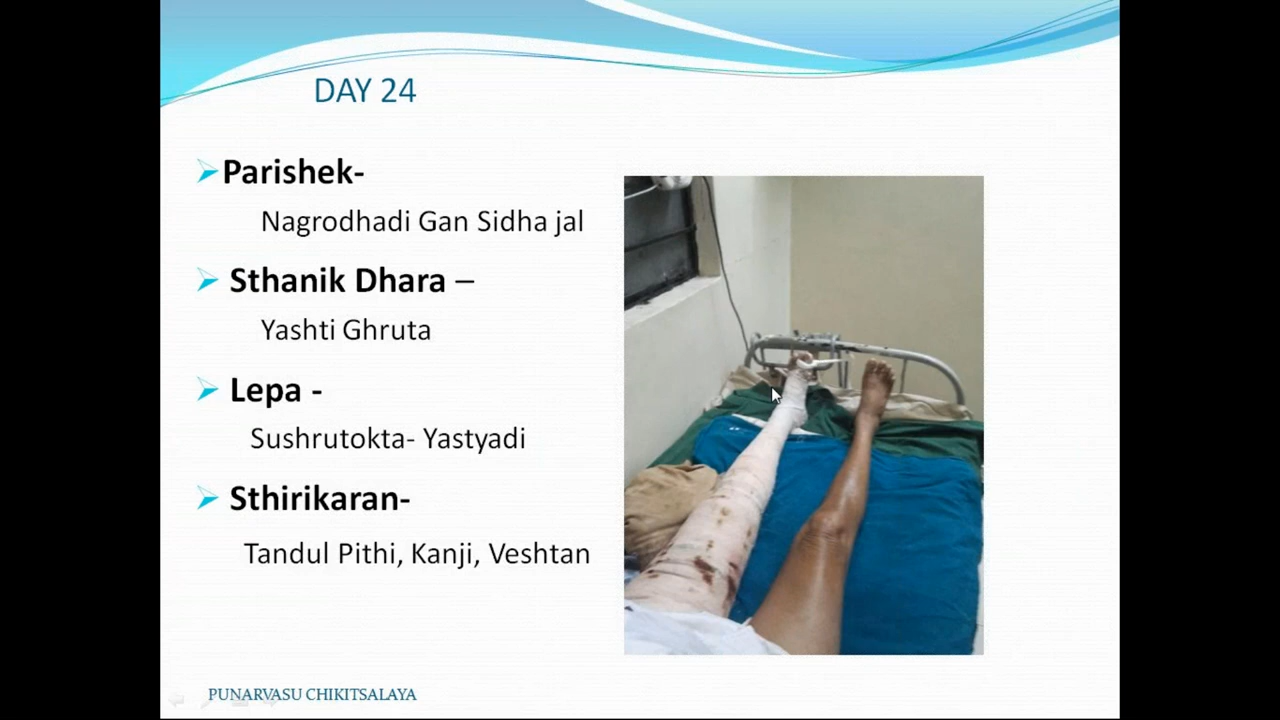 DAY 24
Parishek-
Nagrodhadi Gan Sidha jal
Sthanik Dhara –
Yashti Ghruta
Lepa -
Sushrutokta- Yastyadi
Sthirikaran-
Tandul Pithi, Kanji, Veshtan
PUNARVASU CHIKITSALAYA